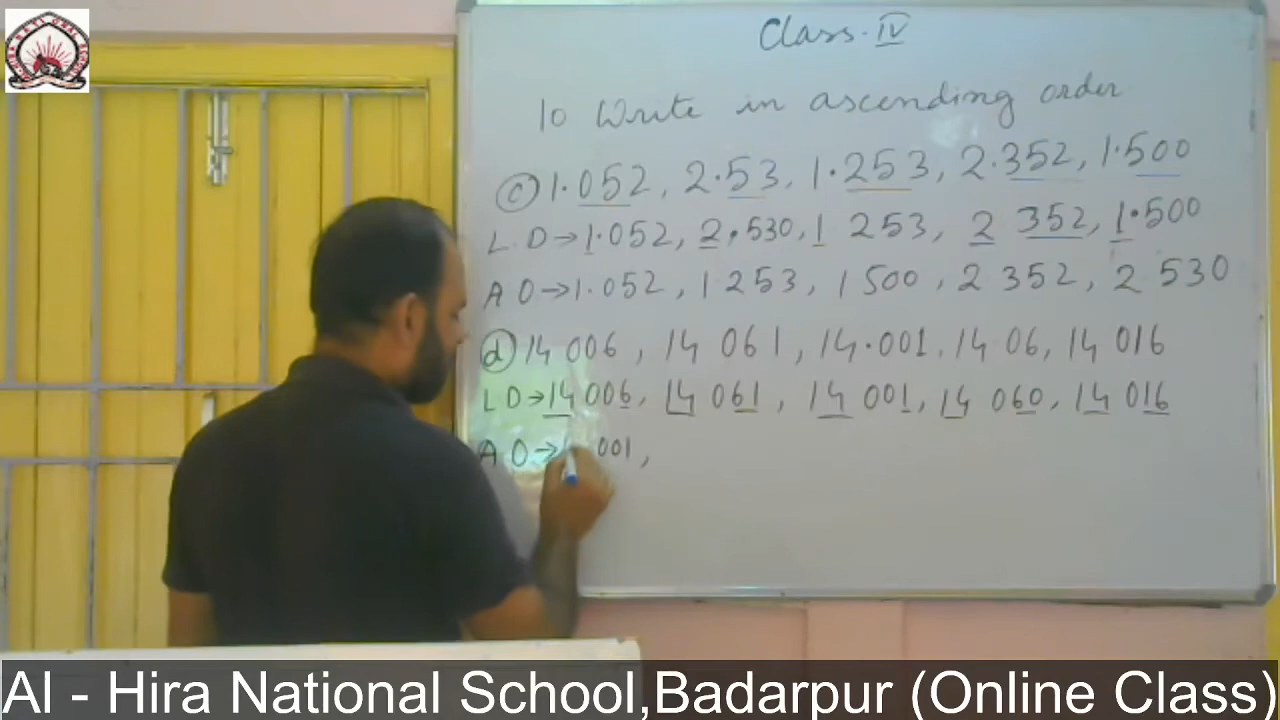 Class. IV
10 Write in ascending order
(c) 1.052, 2.53, 1.253, 2.352, 1.500
L.D→1.052, 2.530, 1 253, 2 352, 1.500
A O→1.052, 1 253, 1 500, 2 352, 2 530
(d) 14 006, 14 061, 14.001, 14 06, 14 016
L D→14 006, 14 061, 14 001, 14 060, 14 016
A O→ 001,
Al - Hira National School,Badarpur (Online Class)